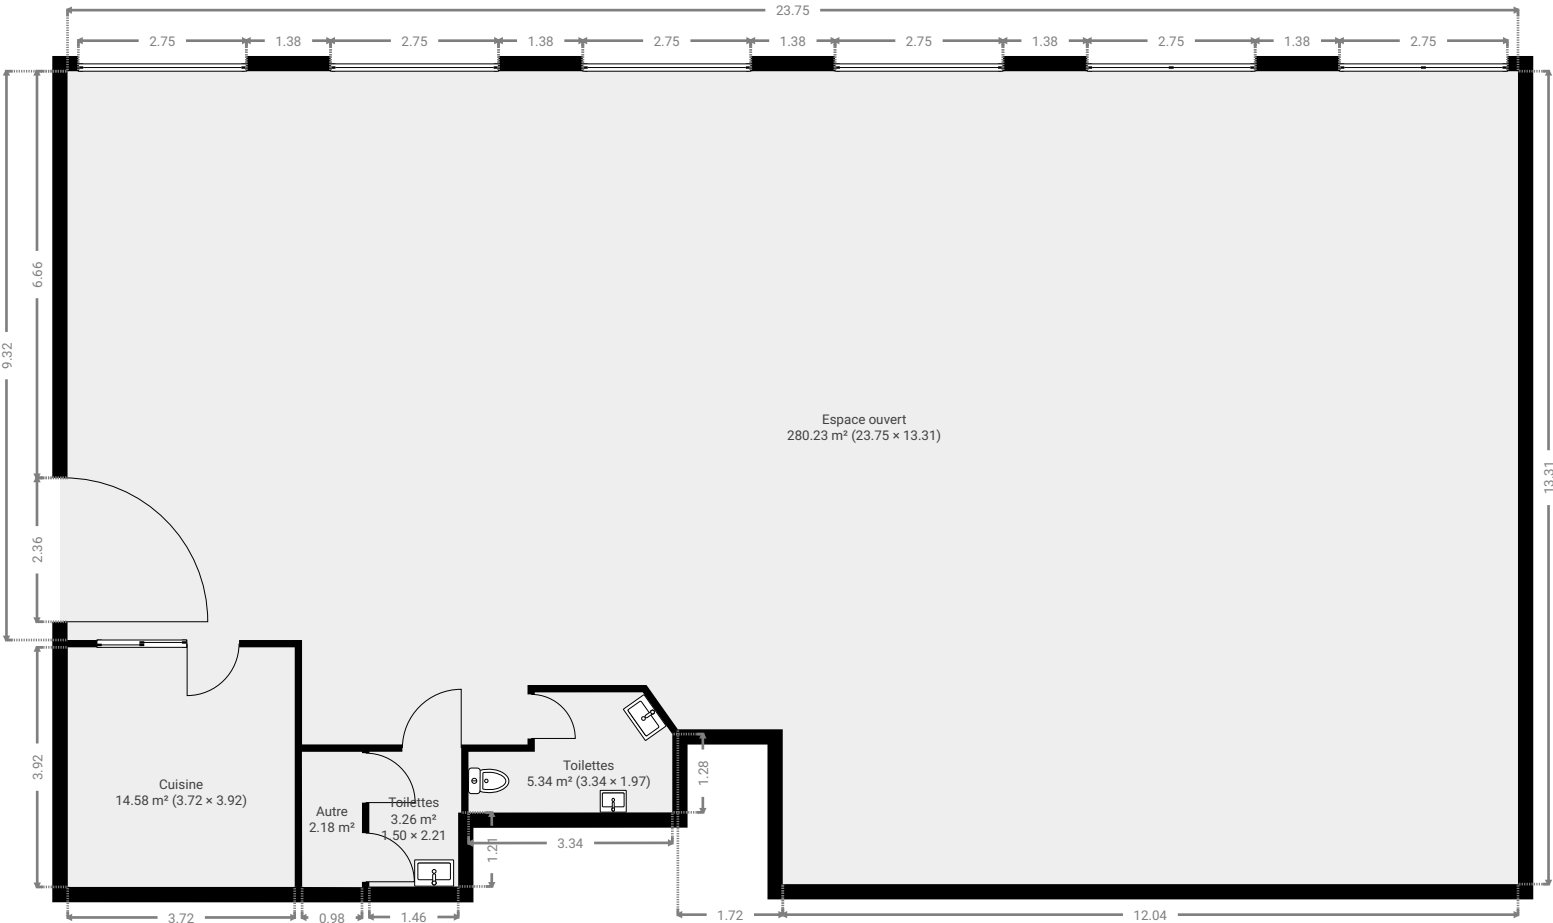 23.75
2.75
1.38
2.75
1.38
2.75
1.38
2.75
1.38
2.75
1.38
2.75
6.66
9.32
2.36
3.92
13.31
Espace ouvert
280.23 m² (23.75 × 13.31)
Cuisine
14.58 m² (3.72 × 3.92)
Autre
2.18 m²
Toilettes
3.26 m²
1.50 × 2.21
Toilettes
5.34 m² (3.34 × 1.97)
1.28
1.21
3.34
3.72
0.98
1.46
1.72
12.04